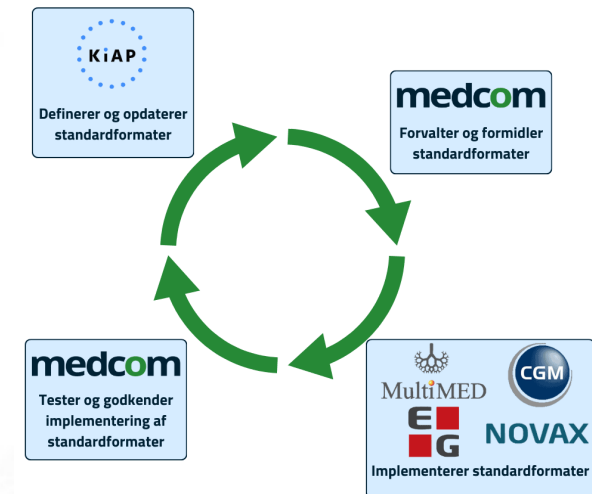 KiAP
Definerer og opdaterer
standardformater
medcom
Forvalter og formidler
standardformater
medcom
Tester og godkender
implementering af
standardformater
MultiMED
CGM
EG
NOVAX
Implementerer standardformater